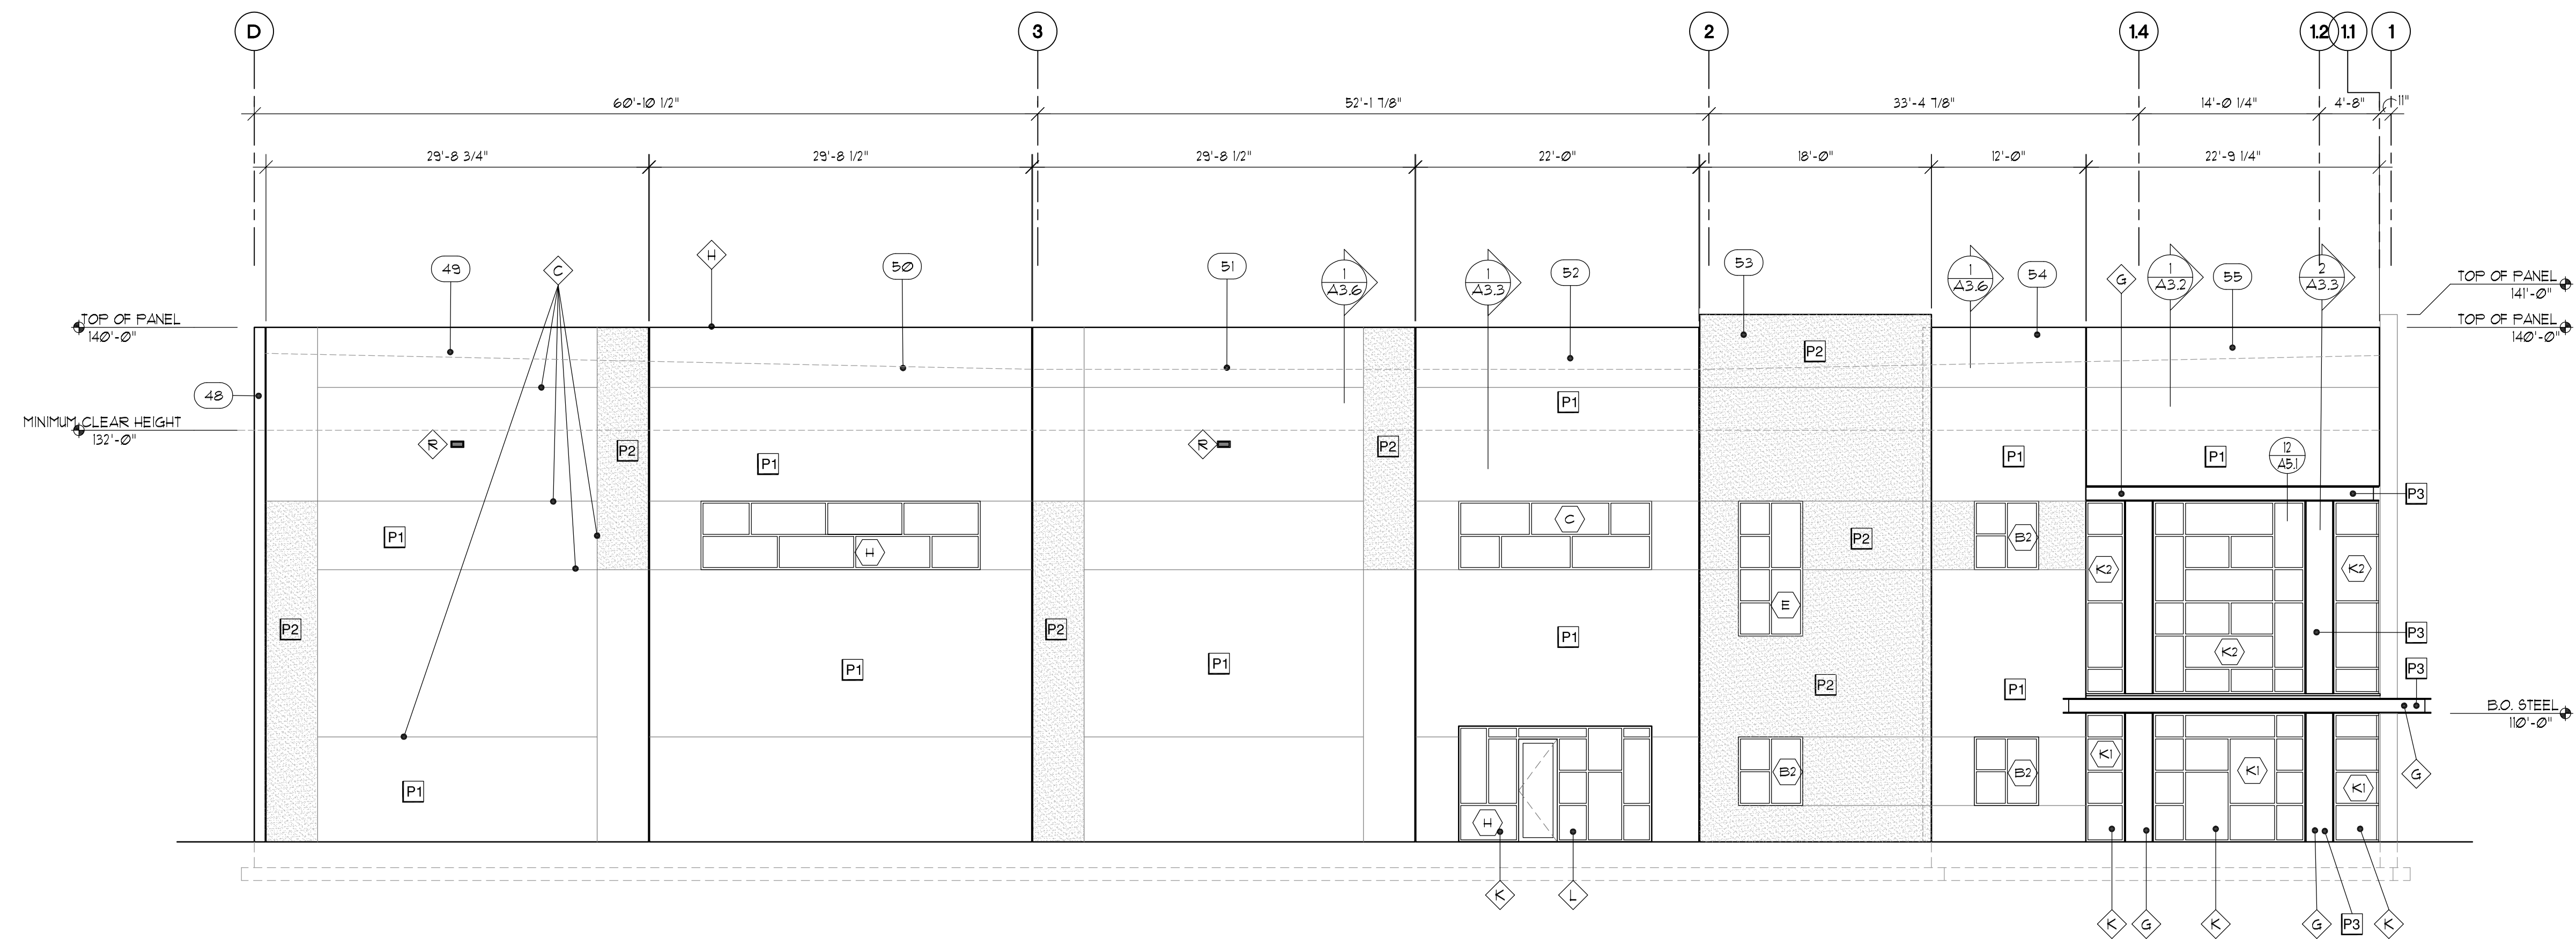 D 3 2 1.4 1.2 1.1 1
60'-10 1/2" 52'-1 7/8" 33'-4 7/8" 14'-0 1/4" 4'-8" 11"
29'-8 3/4" 29'-8 1/2" 29'-8 1/2" 22'-0" 18'-0" 12'-0" 22'-9 1/4"
49 C H 50 51
1
A3.6
1
A3.3
52 53
1
A3.6
54 G
1
A3.2
55
2
A3.3
TOP OF PANEL
141'-0"
TOP OF PANEL
140'-0"
TOP OF PANEL
140'-0"
48
MINIMUM CLEAR HEIGHT
132'-0"
P2
P1
R P2 P1 R P2 P1 P1
12
A5.1
P3
P1 C P2 B2
H
K2 K2
E
P2 P2 P1 P3
K2
P1 P1 P2 P1 P3
B.O. STEEL
110'-0"
K1 B2 B2 K1 K1 G
P1 H
K L
K G K G P3 K